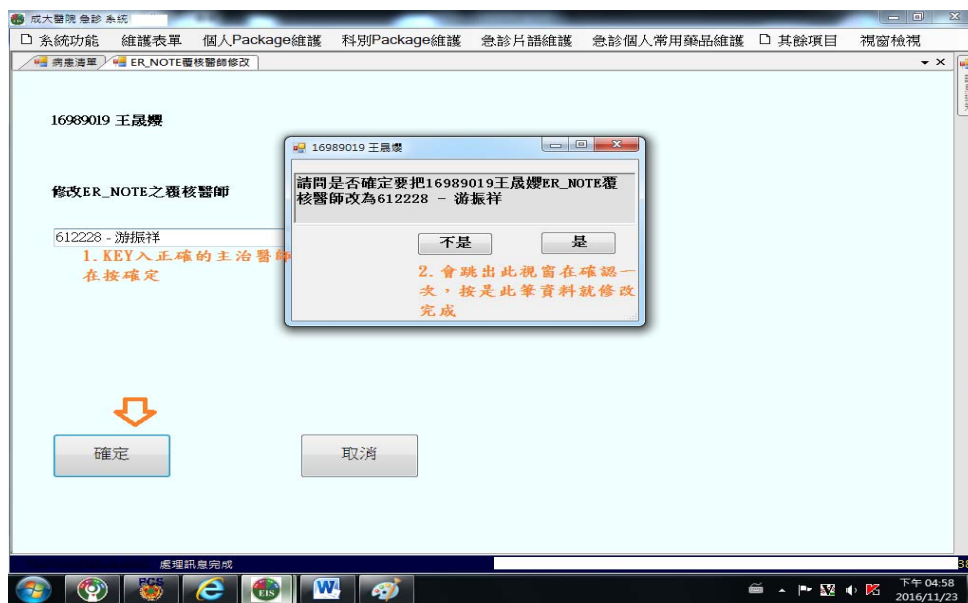 成大醫院 急診 系統
系統功能 維護表單 個人Package維護 科別Package維護 急診片語維護 急診個人常用藥品維護 其餘項目 視窗檢視
病患清單 ER_NOTE覆核醫師修改
16989019 王晟孆
16989019 王晟孆
請問是否確定要把16989019王晟孆ER_NOTE覆
核醫師改為612228 - 游振祥
修改ER_NOTE之覆核醫師
不是 是
612228 - 游振祥
1.KEY入正確的主治醫師
在按確定
2.會跳出此視窗在確認一
次，按是此筆資料就修改
完成
確定 取消
處理訊息完成
38
FCS EIS W
下午 04:58
2016/11/23